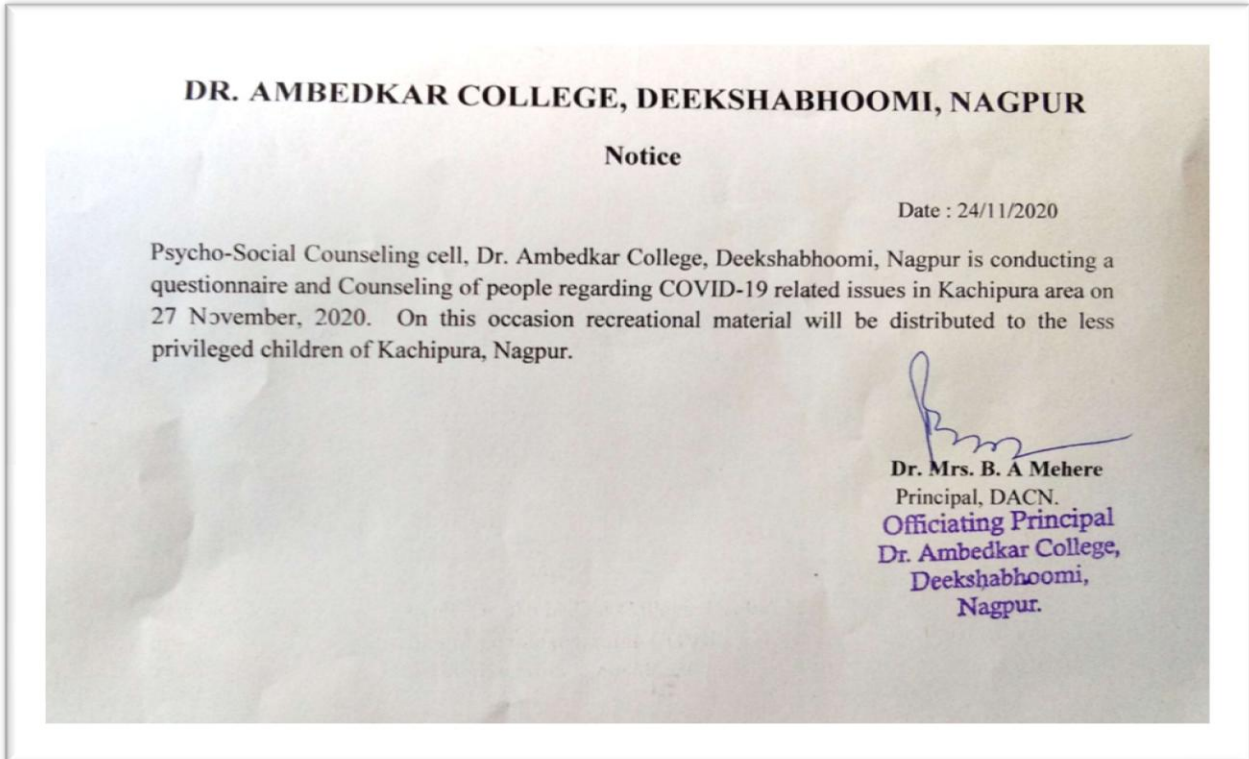 DR. AMBEDKAR COLLEGE, DEEKSHABHOOMI, NAGPUR
Notice
Date : 24/11/2020
Psycho-Social Counseling cell, Dr. Ambedkar College, Deekshabhoomi, Nagpur is conducting a
questionnaire and Counseling of people regarding COVID-19 related issues in Kachipura area on
27 November, 2020. On this occasion recreational material will be distributed to the less
privileged children of Kachipura, Nagpur.
Dr. Mrs. B. A Mehere
Principal, DACN.
Officiating Principal
Dr. Ambedkar College,
Deekshabhoomi,
Nagpur.